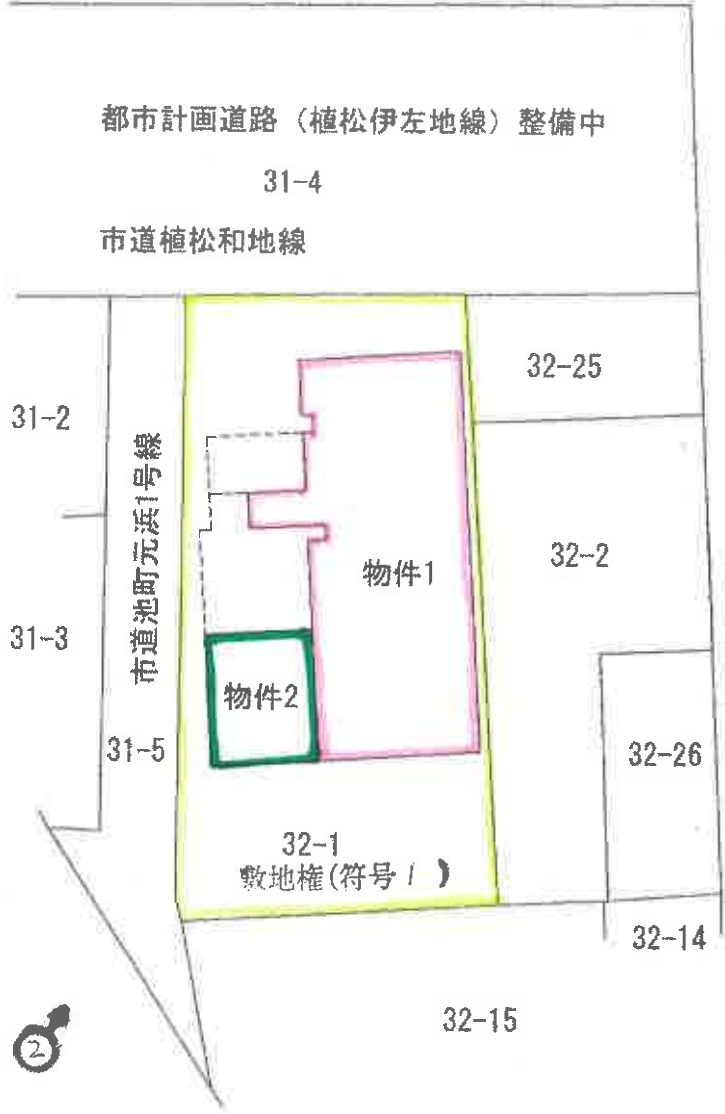 都市計画道路（植松伊左地線）整備中
31-4
市道植松和地線
32-25
31-2
市道池町元浜1号線
32-2
物件1
31-3
物件2
31-5
32-26
32-1
敷地権(符号1)
32-14
32-15
2